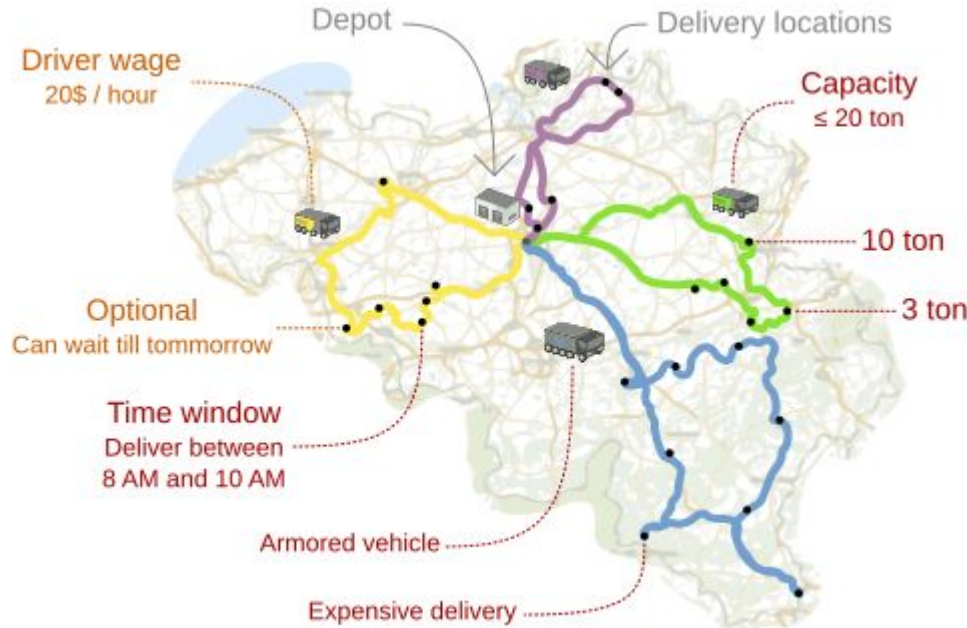 Depot
Delivery locations
Driver wage
20$ / hour
Capacity
≤ 20 ton
10 ton
3 ton
Optional
Can wait till tommorrow
Time window
Deliver between
8 AM and 10 AM
Armored vehicle
Expensive delivery